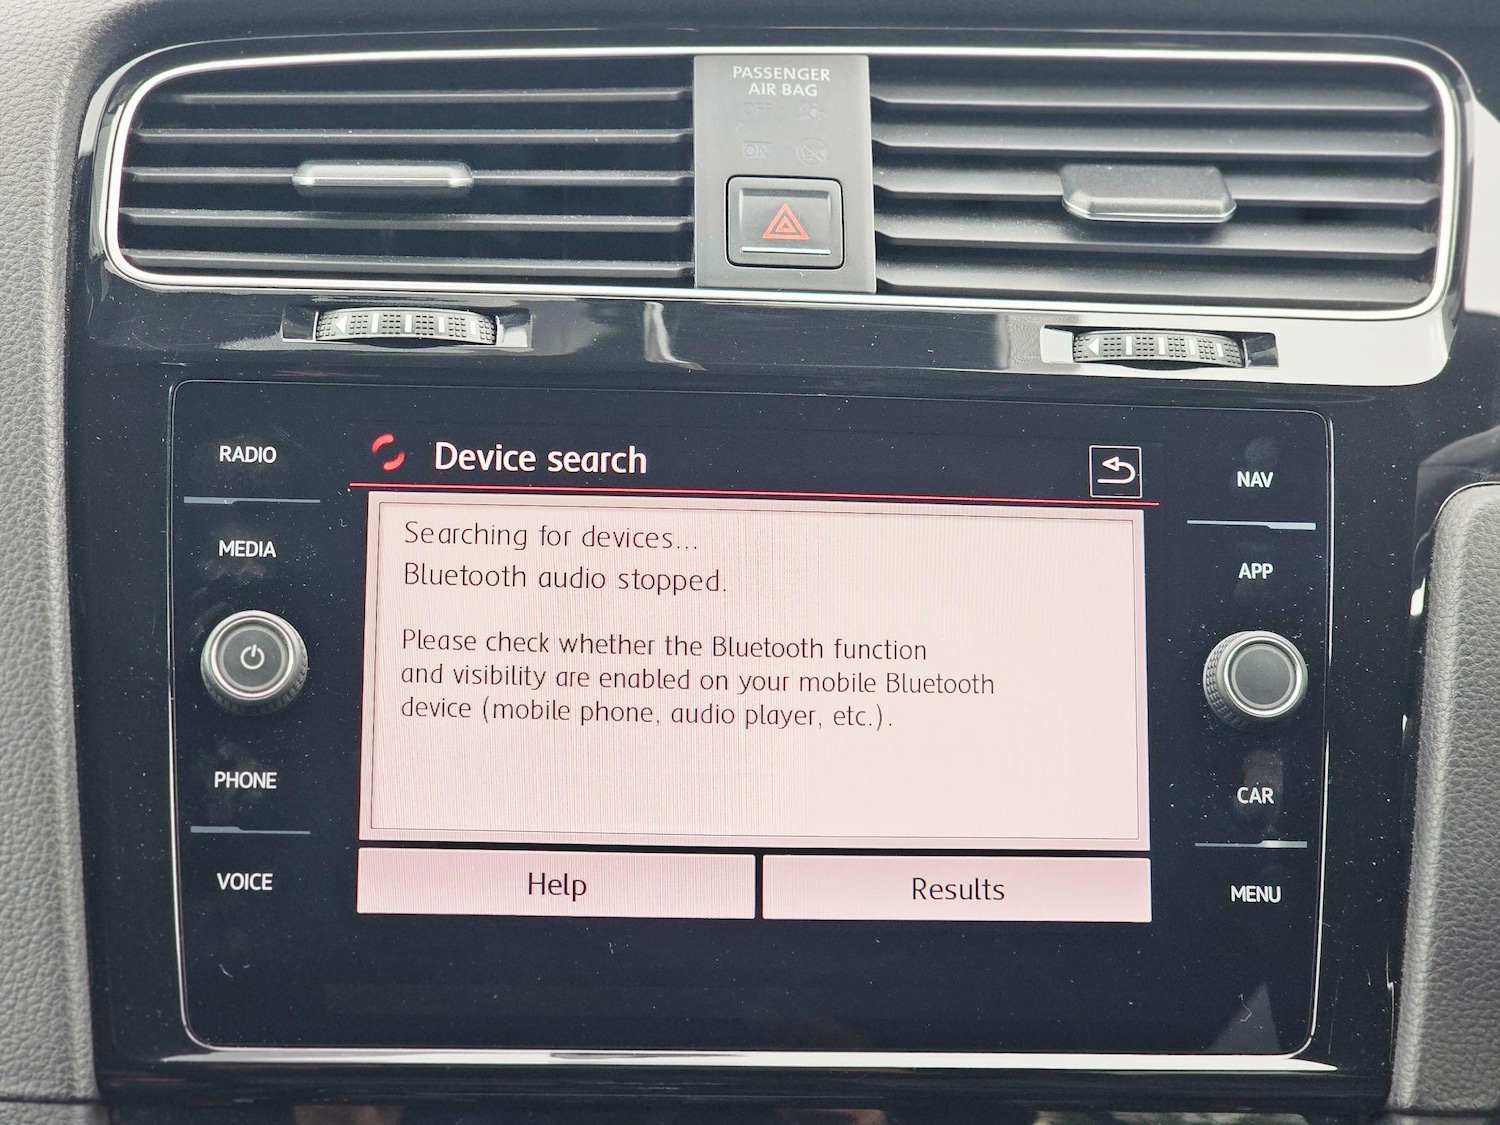 PASSENGER
AIR BAG
OFF
ON
RADIO
MEDIA
PHONE
VOICE
Device search
Searching for devices...
Bluetooth audio stopped.
Please check whether the Bluetooth function
and visibility are enabled on your mobile Bluetooth
device (mobile phone, audio player, etc.).
Help
Results
NAV
APP
CAR
MENU